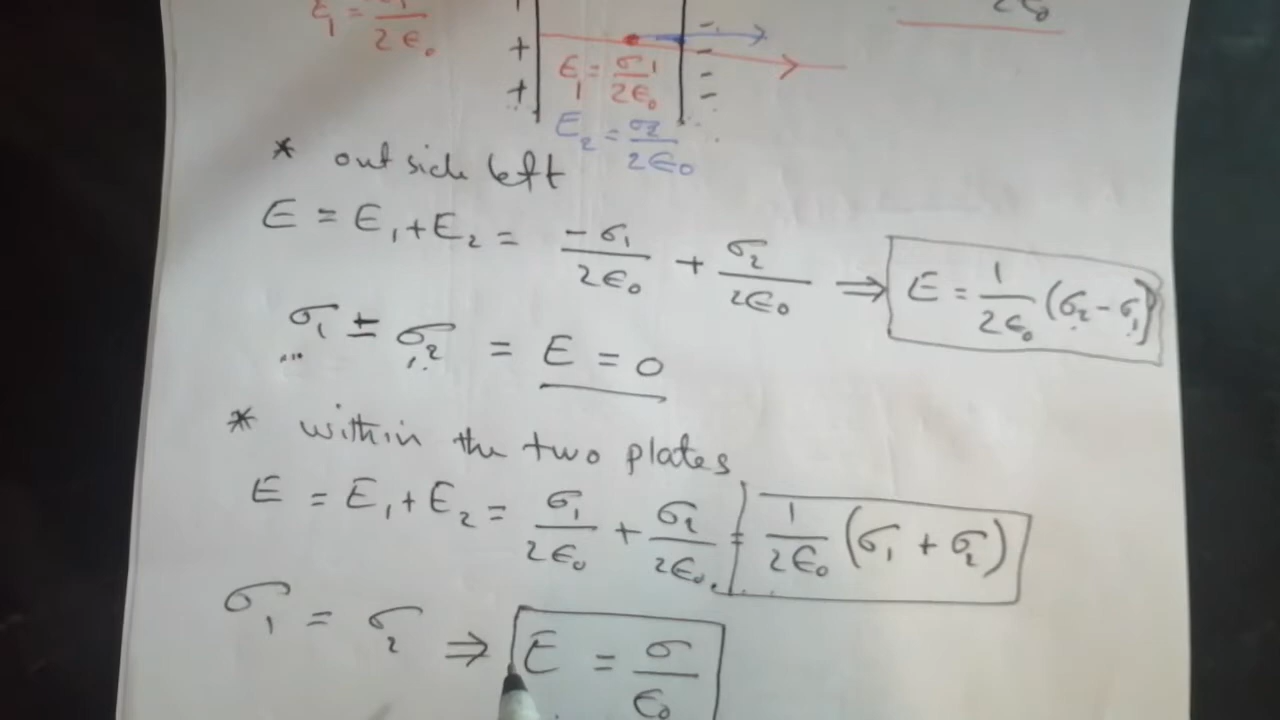 E₁ = σ₁/2ϵ₀
2ϵ₀
+ -
+ -
-
-
E₁ = σ₁/2ϵ₀
E₂ = σ₂/2ϵ₀
* outside left
E = E₁ + E₂ = -σ₁/2ϵ₀ + σ₂/2ϵ₀ ⇒ E = 1/2ϵ₀ (σ₂ - σ₁)
σ₁ = σ₂ = E = 0
* within the two plates
E = E₁ + E₂ = σ₁/2ϵ₀ + σ₂/2ϵ₀ = 1/2ϵ₀ (σ₁ + σ₂)
σ₁ = σ₂ ⇒ E = σ/ϵ₀